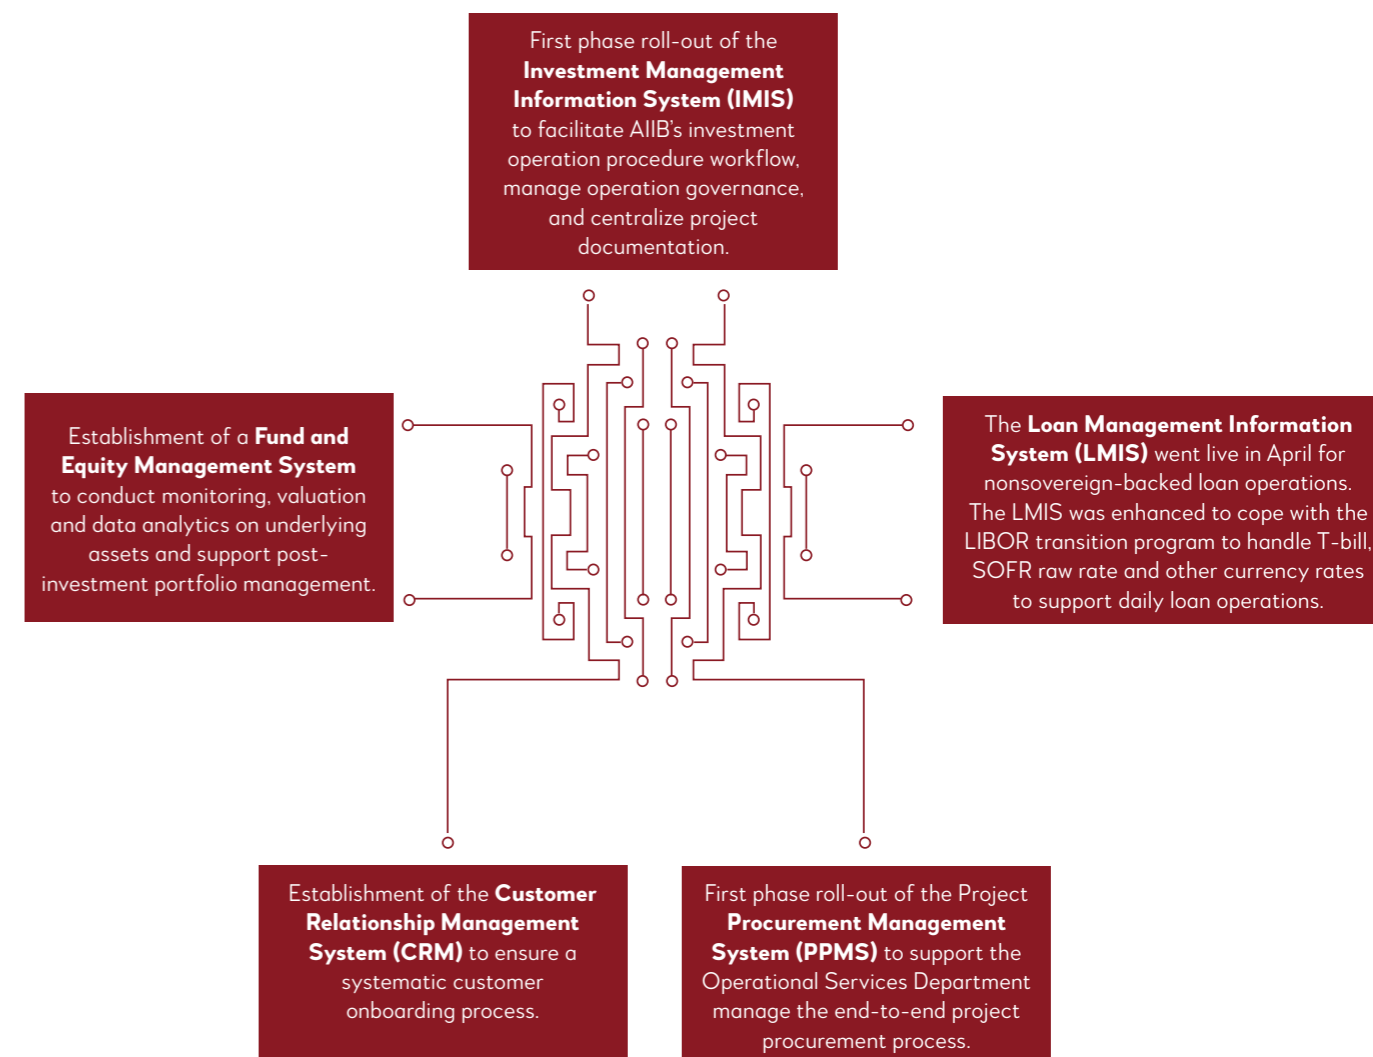 First phase roll-out of the
Investment Management
Information System (IMIS)
to facilitate AIIB's investment
operation procedure workflow,
manage operation governance,
and centralize project
documentation.
Establishment of a Fund and
Equity Management System
to conduct monitoring, valuation
and data analytics on underlying
assets and support post-
investment portfolio management.
The Loan Management Information
System (LMIS) went live in April for
nonsovereign-backed loan operations.
The LMIS was enhanced to cope with the
LIBOR transition program to handle T-bill,
SOFR raw rate and other currency rates
to support daily loan operations.
Establishment of the Customer
Relationship Management
System (CRM) to ensure a
systematic customer
onboarding process.
First phase roll-out of the Project
Procurement Management
System (PPMS) to support the
Operational Services Department
manage the end-to-end project
procurement process.